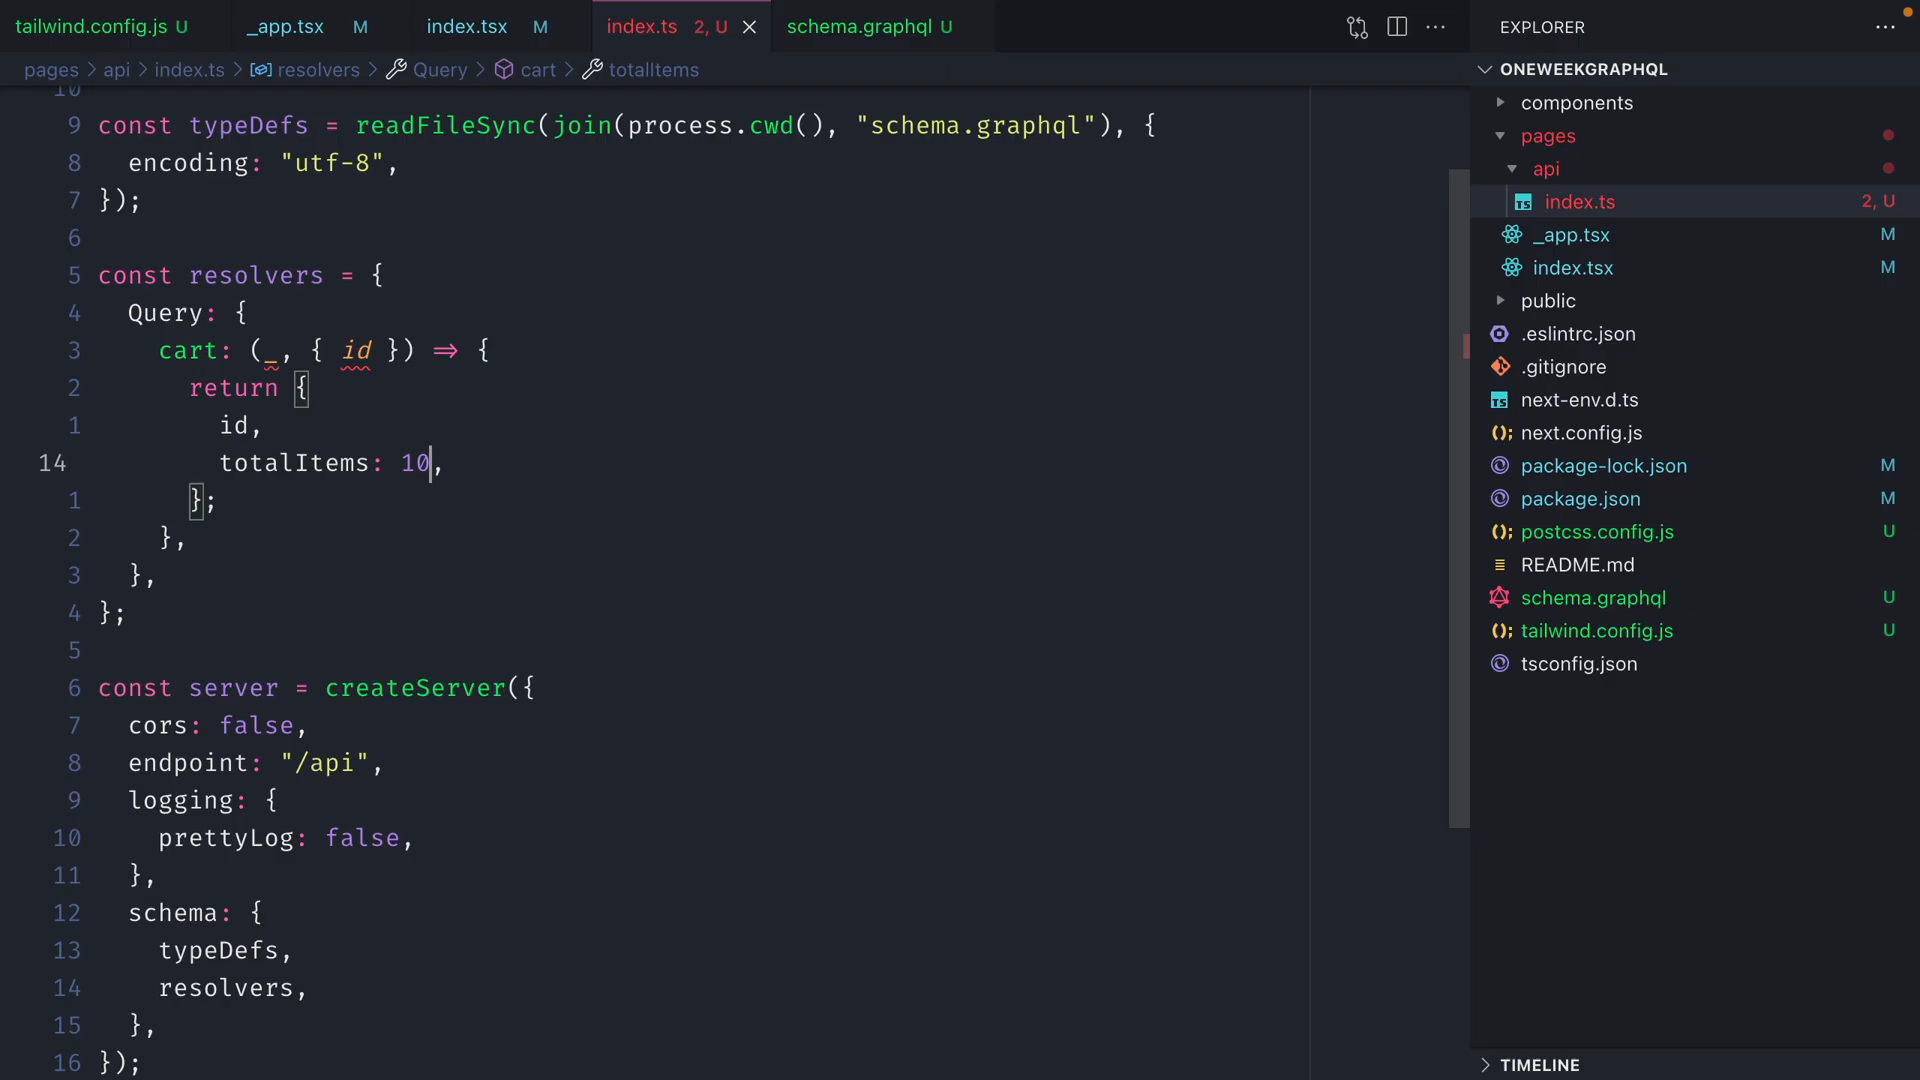 tailwind.config.js U
_app.tsx M
index.tsx M
index.ts 2, U
schema.graphql U
EXPLORER
pages > api > index.ts > resolvers > Query > cart > totalItems
ONEWEEKGRAPHQL
10
9 const typeDefs = readFileSync(join(process.cwd(), "schema.graphql"), {
8 encoding: "utf-8",
7 });
6
5 const resolvers = {
4 Query: {
3 cart: (_, { id }) => {
2 return {
1 id,
14 totalItems: 10,
1 };
2 },
3 },
4 };
5
6 const server = createServer({
7 cors: false,
8 endpoint: "/api",
9 logging: {
10 prettyLog: false,
11 },
12 schema: {
13 typeDefs,
14 resolvers,
15 },
16 });
components
pages
api
TS index.ts 2, U
_app.tsx M
index.tsx M
public
.eslintrc.json
.gitignore
TS next-env.d.ts
(); next.config.js
package-lock.json M
package.json M
(); postcss.config.js U
README.md
schema.graphql U
(); tailwind.config.js U
tsconfig.json
TIMELINE